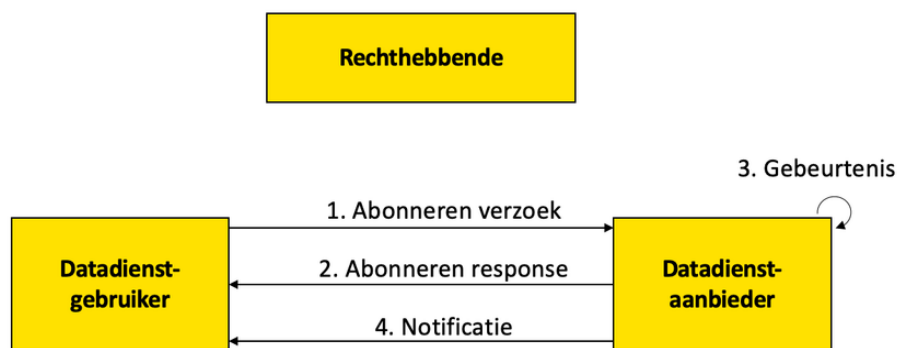 Rechthebbende
3. Gebeurtenis
1. Abonneren verzoek
Datadienst-
gebruiker
2. Abonneren response
Datadienst-
aanbieder
4. Notificatie